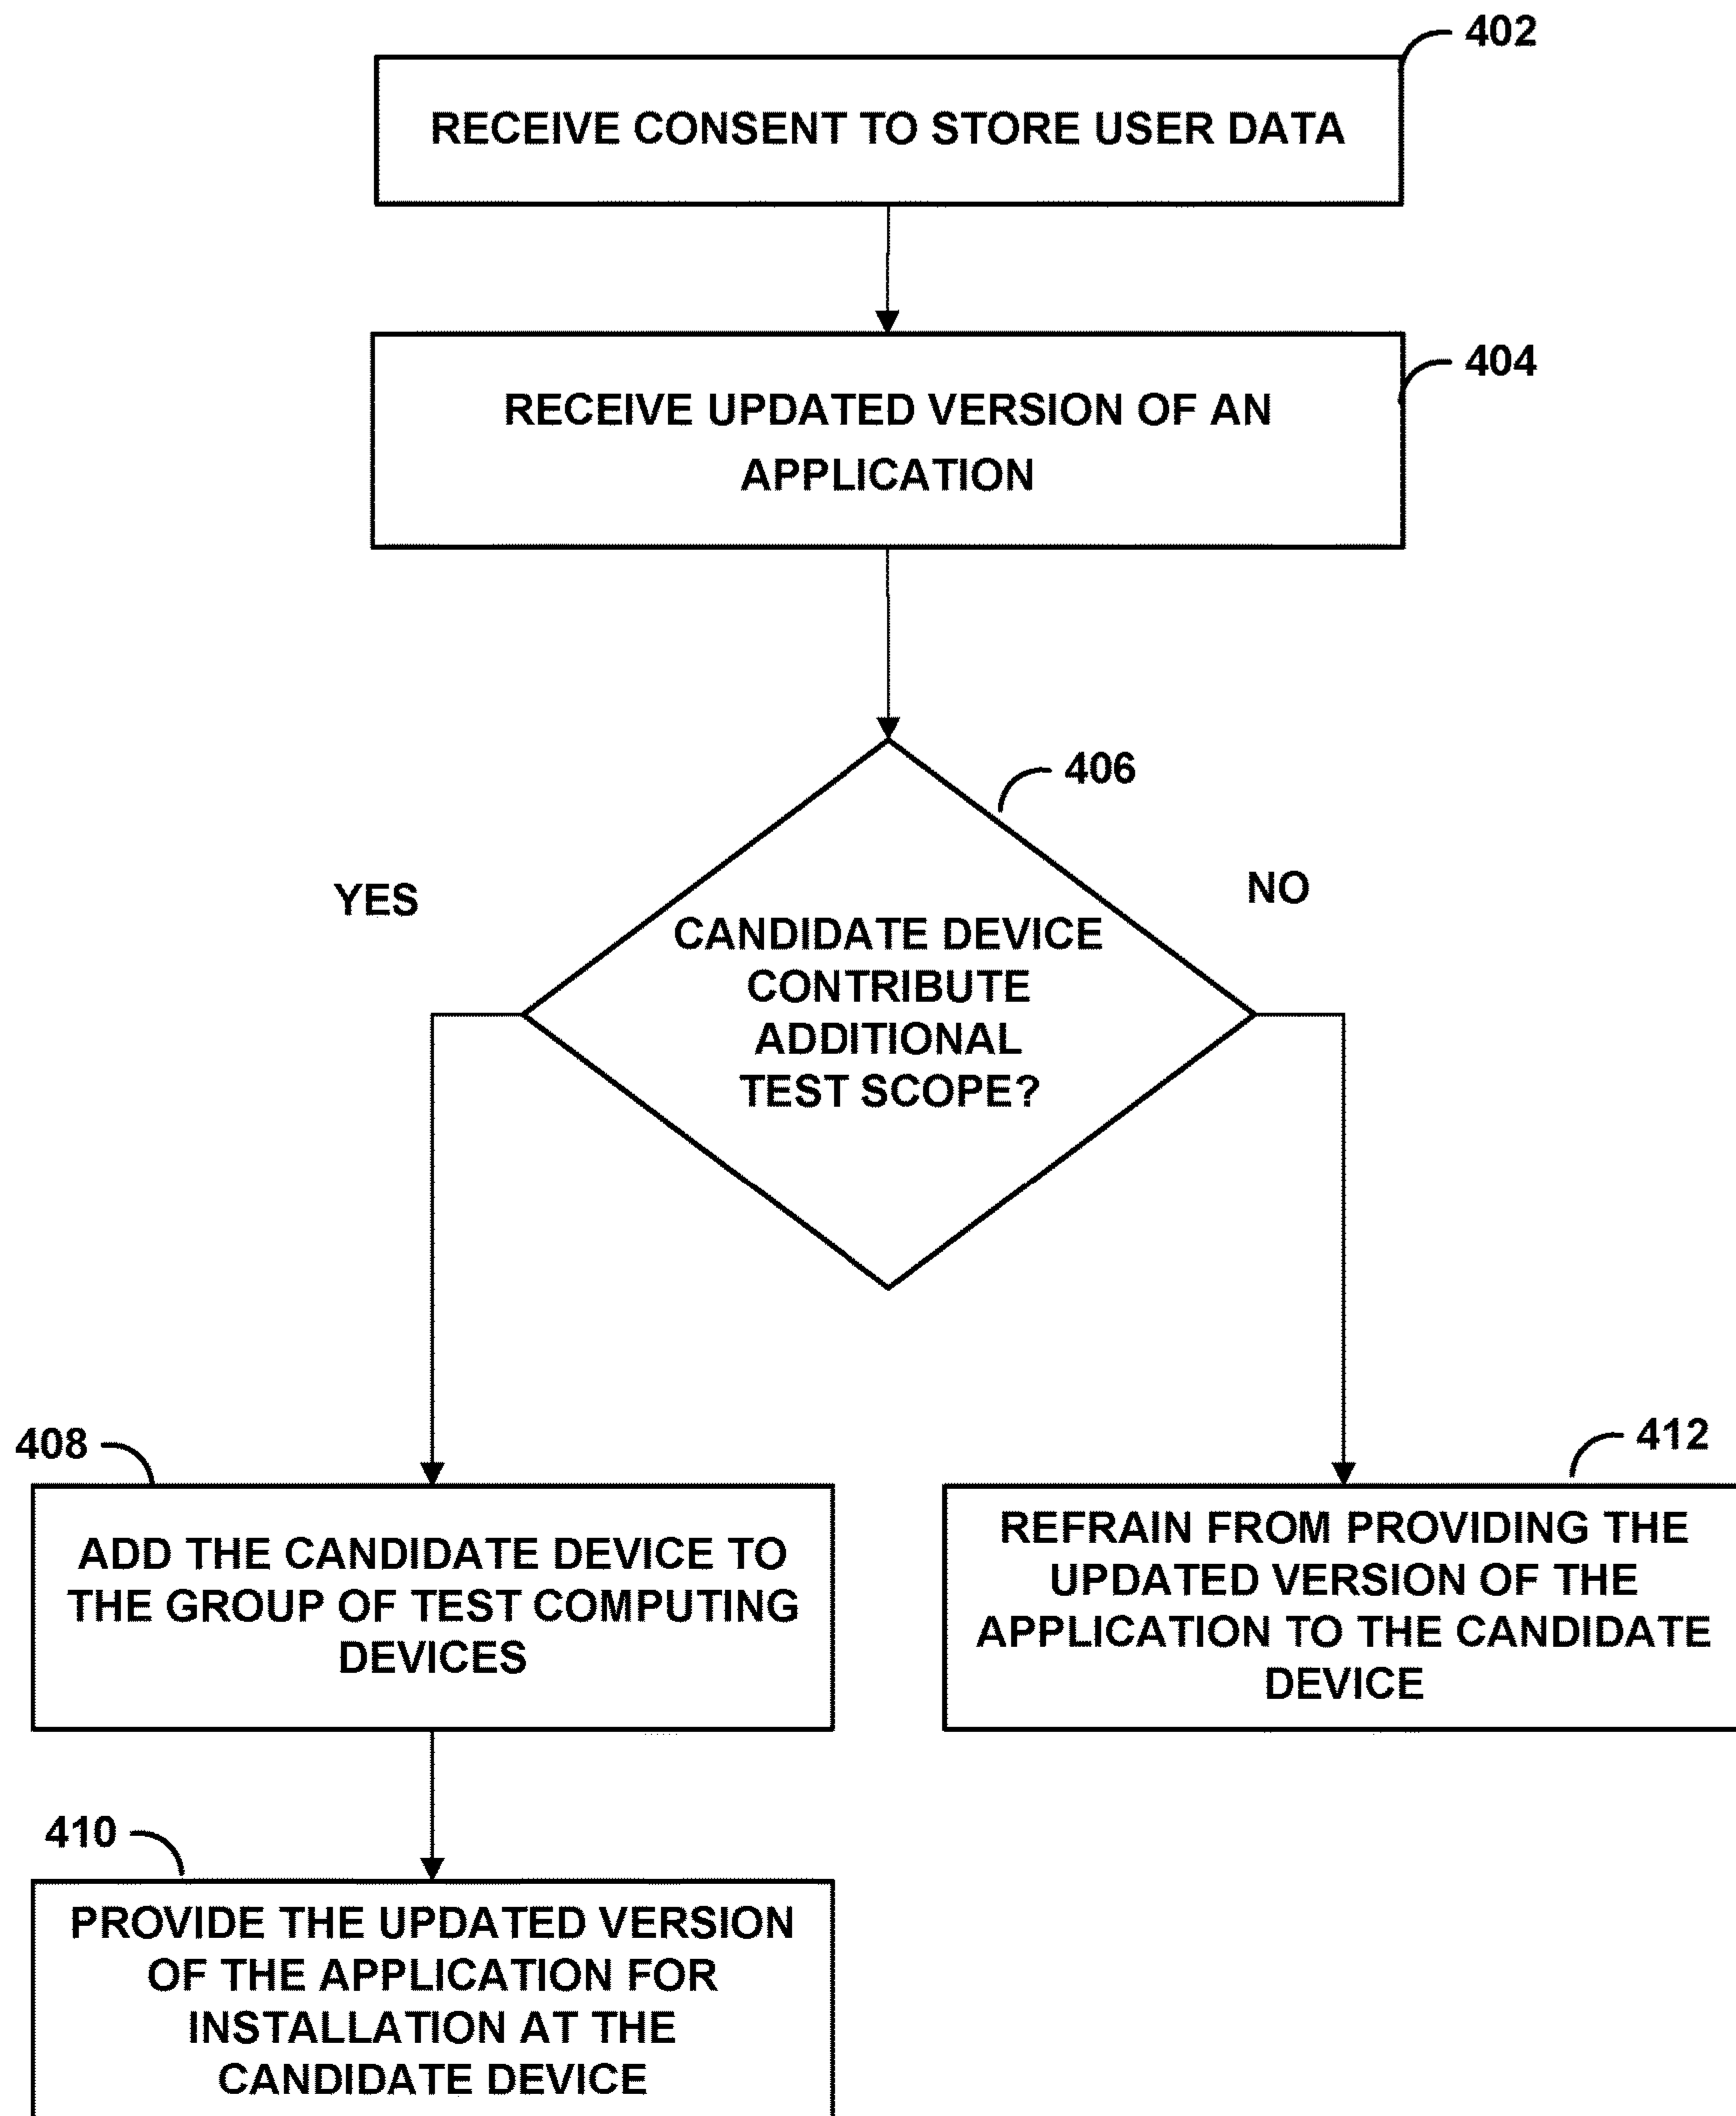 402
RECEIVE CONSENT TO STORE USER DATA
404
RECEIVE UPDATED VERSION OF AN
APPLICATION
406
YES
NO
CANDIDATE DEVICE
CONTRIBUTE
ADDITIONAL
TEST SCOPE?
408
ADD THE CANDIDATE DEVICE TO
THE GROUP OF TEST COMPUTING
DEVICES
412
REFRAIN FROM PROVIDING THE
UPDATED VERSION OF THE
APPLICATION TO THE CANDIDATE
DEVICE
410
PROVIDE THE UPDATED VERSION
OF THE APPLICATION FOR
INSTALLATION AT THE
CANDIDATE DEVICE